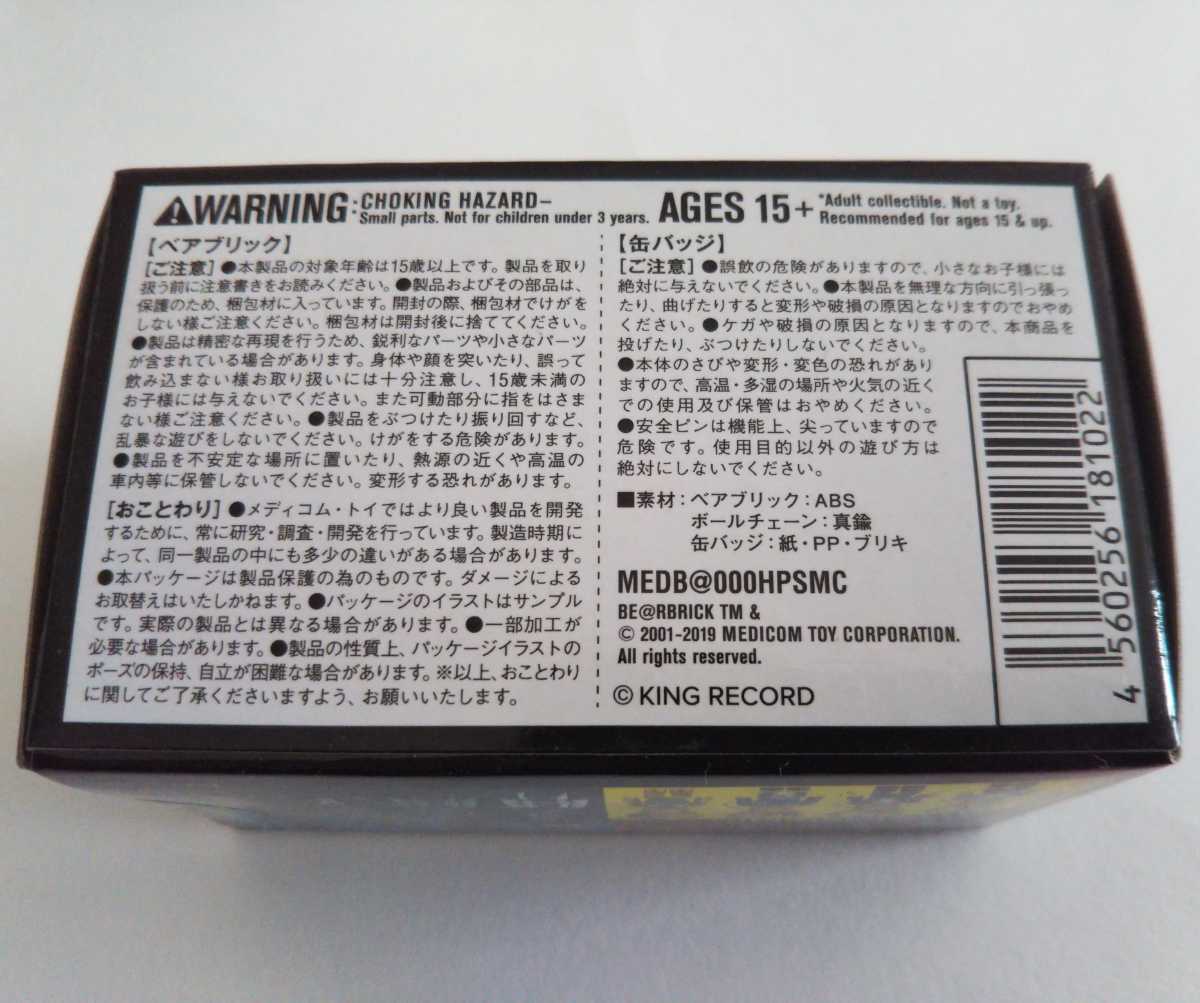 ⚠WARNING: CHOKING HAZARD–
Small parts. Not for children under 3 years.
AGES 15+
*Adult collectible. Not a toy.
Recommended for ages 15 & up.
【ベアブリック】
[ご注意] ●本製品の対象年齢は15歳以上です。製品を取り
扱う前に注意書きをお読みください。●製品およびその部品は、
保護のため、梱包材に入っています。開封の際、梱包材でけがを
しない様ご注意ください。梱包材は開封後に捨ててください。
●製品は精密な再現を行うため、鋭利なパーツや小さなパーツ
が含まれている場合があります。身体や顔を突いたり、誤って
飲み込まない様お取り扱いには十分注意し、15歳未満の
お子様には与えないでください。また可動部分に指をはさま
ない様ご注意ください。●製品をぶつけたり振り回すなど、
乱暴な遊びをしないでください。けがをする危険があります。
●製品を不安定な場所に置いたり、熱源の近くや高温の
車内等に保管しないでください。変形する恐れがあります。
[おことわり] ●メディコム・トイではより良い製品を開発
するために、常に研究・調査・開発を行っています。製造時期に
よって、同一製品の中にも多少の違いがある場合があります。
●本パッケージは製品保護の為のものです。ダメージによる
お取替えはいたしかねます。●パッケージのイラストはサンプル
です。実際の製品とは異なる場合があります。●一部加工が
必要な場合があります。●製品の性質上、パッケージイラストの
ポーズの保持、自立が困難な場合があります。※以上、おことわり
に関してご了承くださいますよう、お願いいたします。
【缶バッジ】
[ご注意] ●誤飲の危険がありますので、小さなお子様には
絶対に与えないでください。●本製品を無理な方向に引っ張っ
たり、曲げたりすると変形や破損の原因となりますのでおやめ
ください。●ケガや破損の原因となりますので、本商品を
投げたり、ぶつけたりしないでください。
●本体のさびや変形・変色の恐れがあり
ますので、高温・多湿の場所や火気の近く
での使用及び保管はおやめください。
●安全ピンは機能上、尖っていますので
危険です。使用目的以外の遊び方は
絶対にしないでください。
■素材：ベアブリック：ABS
ボールチェーン：真鍮
缶バッジ：紙・PP・ブリキ
MEDB@000HPSMC
BE@RBRICK TM &
© 2001-2019 MEDICOM TOY CORPORATION.
All rights reserved.
© KING RECORD
4 560256 181022